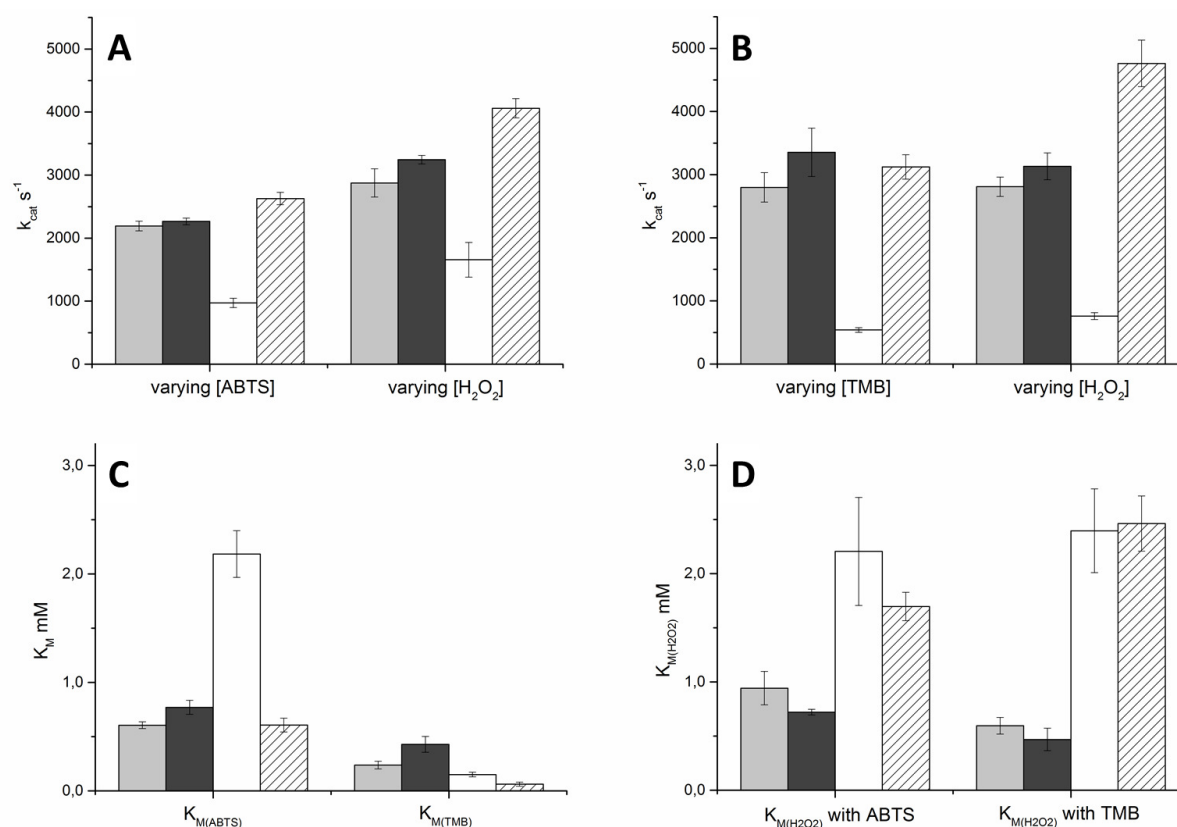 A
5000
4000
3000
2000
1000
0
k_cat s⁻¹
varying [ABTS]
varying [H₂O₂]
B
5000
4000
3000
2000
1000
0
k_cat s⁻¹
varying [TMB]
varying [H₂O₂]
C
3,0
2,0
1,0
0,0
K_M mM
K_M(ABTS)
K_M(TMB)
D
3,0
2,0
1,0
0,0
K_M(H2O2) mM
K_M(H2O2) with ABTS
K_M(H2O2) with TMB